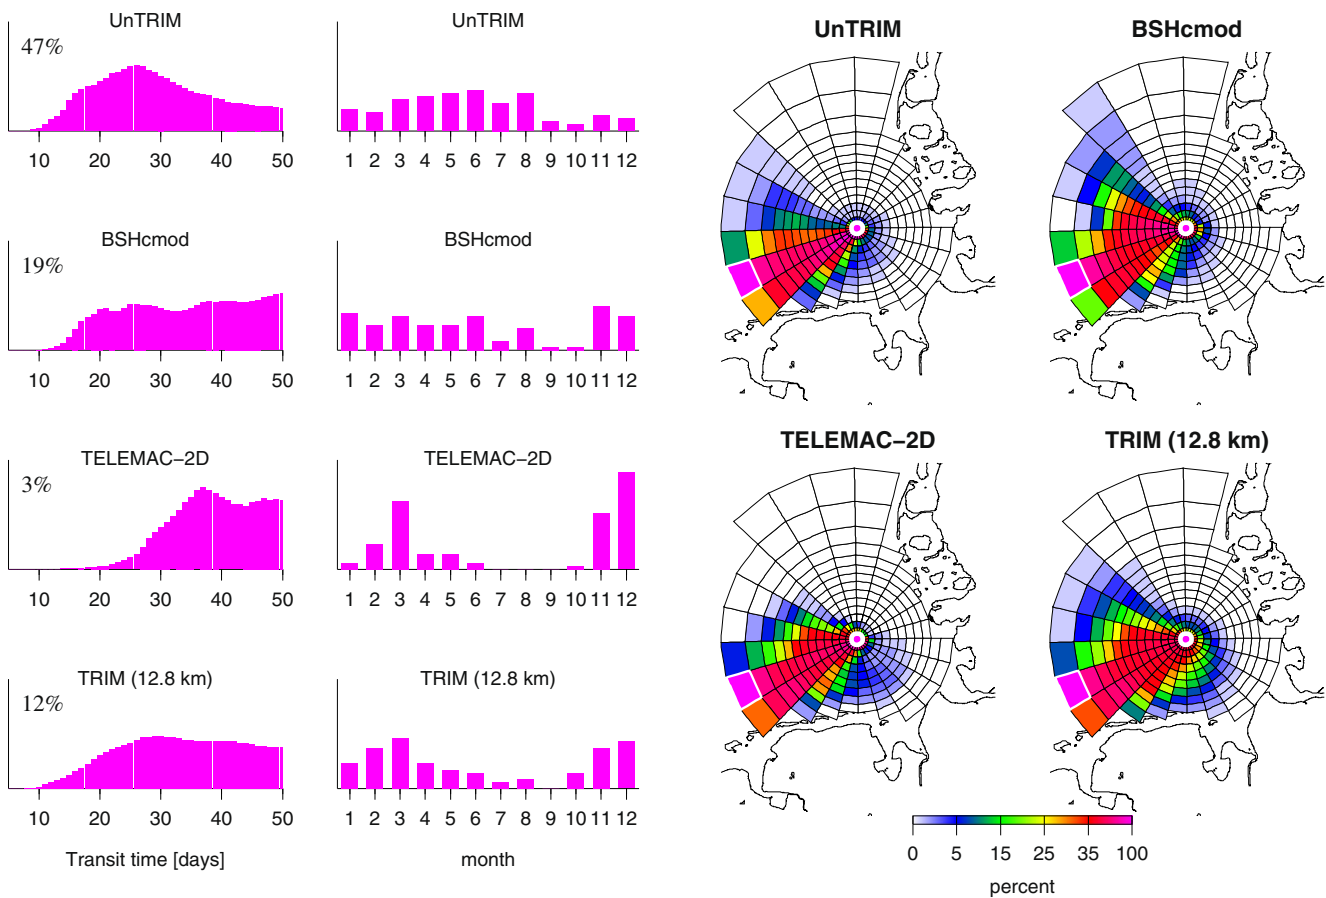 UnTRIM
47%
10 20 30 40 50
UnTRIM
1 2 3 4 5 6 7 8 9 10 11 12
BSHcmod
19%
10 20 30 40 50
BSHcmod
1 2 3 4 5 6 7 8 9 10 11 12
TELEMAC−2D
3%
10 20 30 40 50
TELEMAC−2D
1 2 3 4 5 6 7 8 9 10 11 12
TRIM (12.8 km)
12%
10 20 30 40 50
Transit time [days]
TRIM (12.8 km)
1 2 3 4 5 6 7 8 9 10 11 12
month
UnTRIM
BSHcmod
TELEMAC−2D
TRIM (12.8 km)
0 5 15 25 35 100
percent